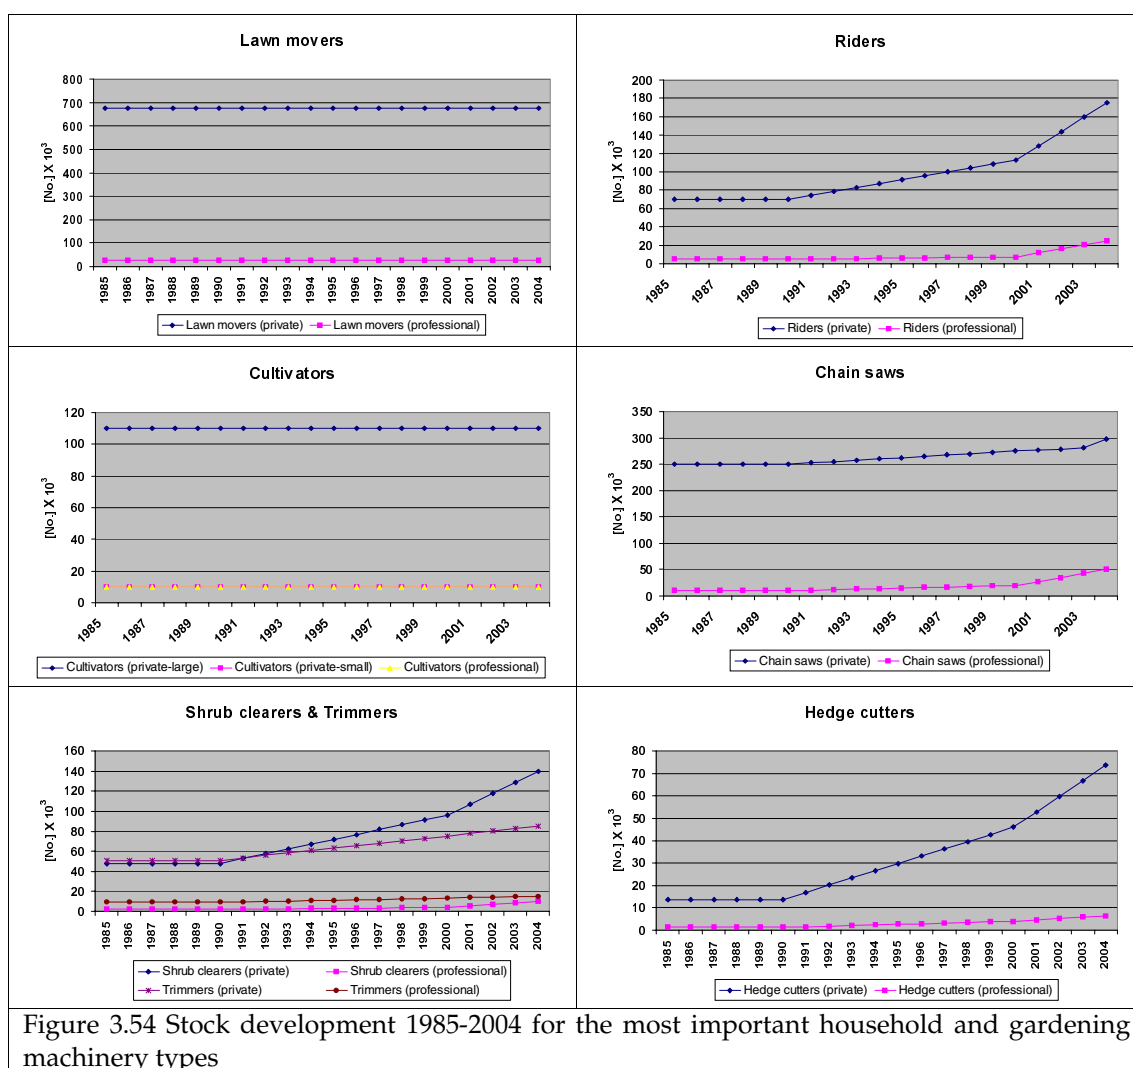 Lawn movers
[No.] X 10³
800
700
600
500
400
300
200
100
0
1985 1986 1987 1988 1989 1990 1991 1992 1993 1994 1995 1996 1997 1998 1999 2000 2001 2002 2003 2004
Lawn movers (private) Lawn movers (professional)
Riders
[No.] X 10³
200
180
160
140
120
100
80
60
40
20
0
1985 1987 1989 1991 1993 1995 1997 1999 2001 2003
Riders (private) Riders (professional)
Cultivators
[No.] X 10³
120
100
80
60
40
20
0
1985 1987 1989 1991 1993 1995 1997 1999 2001 2003
Cultivators (private-large) Cultivators (private-small) Cultivators (professional)
Chain saws
[No.] X 10³
350
300
250
200
150
100
50
0
1985 1987 1989 1991 1993 1995 1997 1999 2001 2003
Chain saws (private) Chain saws (professional)
Shrub clearers & Trimmers
[No.] X 10³
160
140
120
100
80
60
40
20
0
1985 1986 1987 1988 1989 1990 1991 1992 1993 1994 1995 1996 1997 1998 1999 2000 2001 2002 2003 2004
Shrub clearers (private) Shrub clearers (professional)
Trimmers (private) Trimmers (professional)
Hedge cutters
[No.] X 10³
80
70
60
50
40
30
20
10
0
1985 1986 1987 1988 1989 1990 1991 1992 1993 1994 1995 1996 1997 1998 1999 2000 2001 2002 2003 2004
Hedge cutters (private) Hedge cutters (professional)
Figure 3.54 Stock development 1985-2004 for the most important household and gardening
machinery types